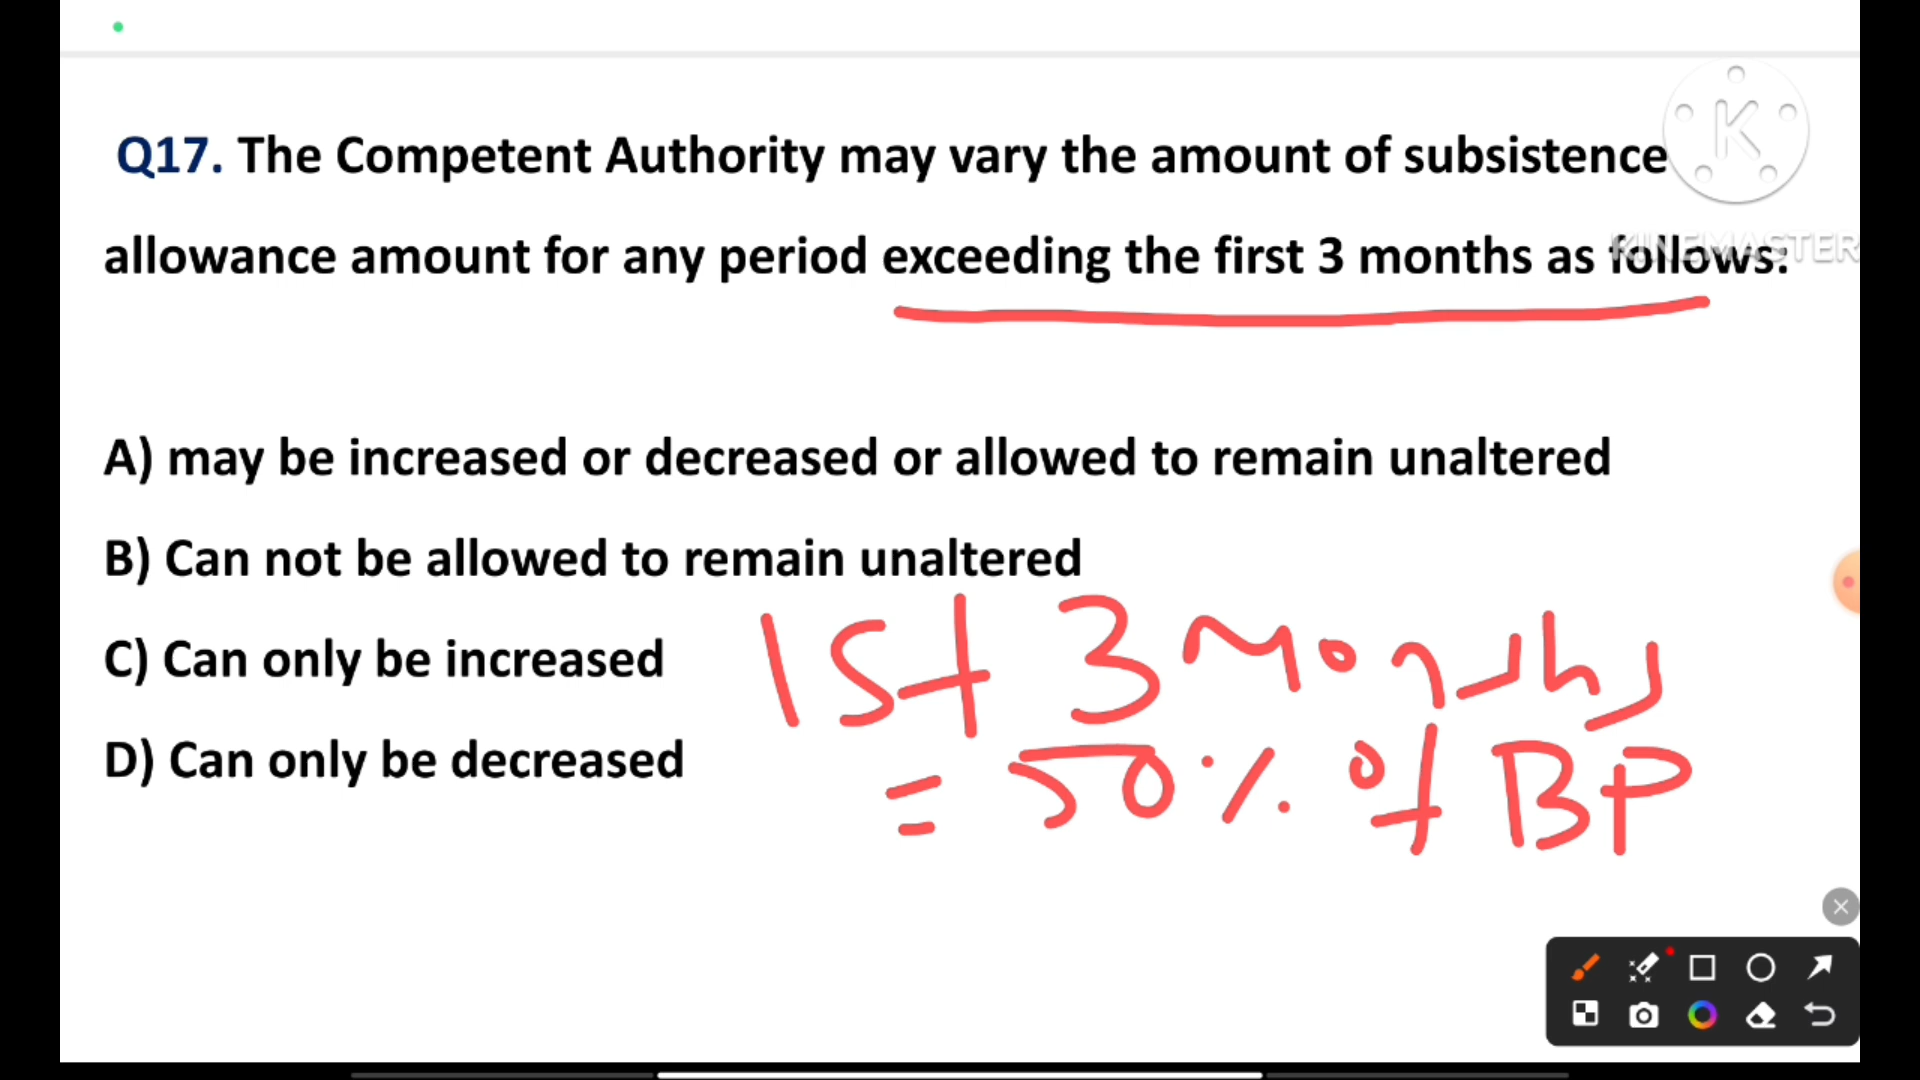 Q17. The Competent Authority may vary the amount of subsistence
allowance amount for any period exceeding the first 3 months as follows:
KINEMASTER
A) may be increased or decreased or allowed to remain unaltered
B) Can not be allowed to remain unaltered
C) Can only be increased
D) Can only be decreased
1st 3 Months
= 50% of BP